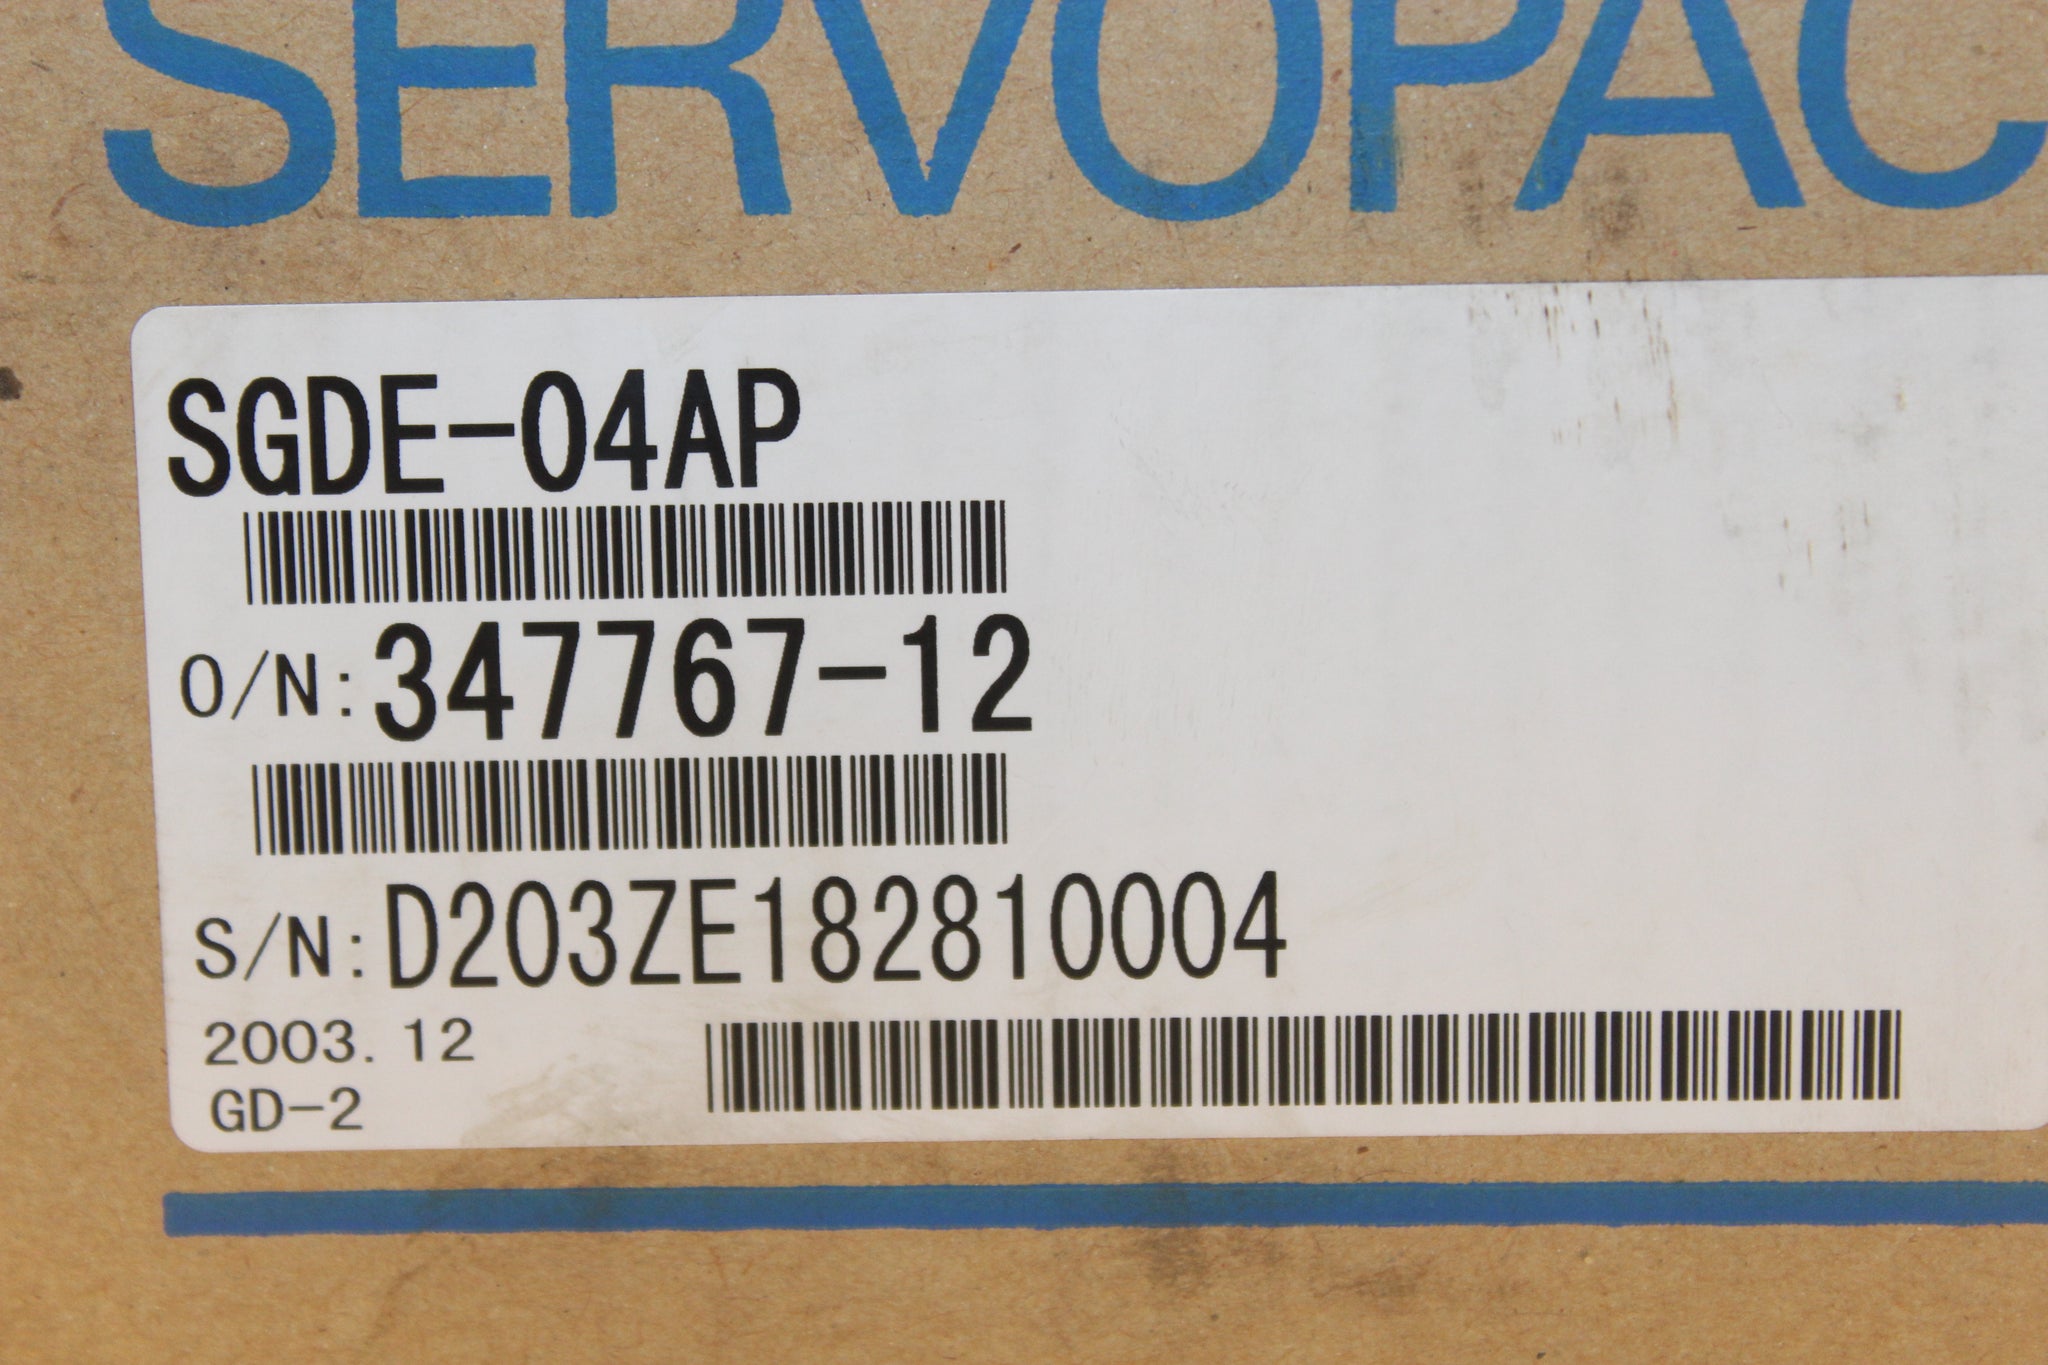 SERVOPAC
SGDE-04AP
O/N: 347767-12
S/N: D203ZE182810004
2003. 12
GD-2